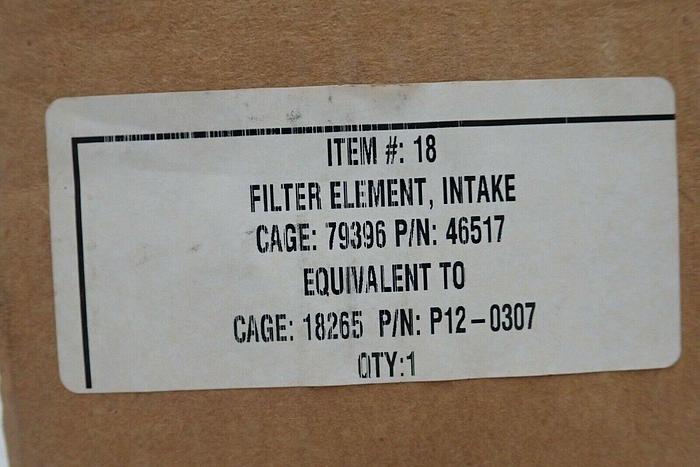 ITEM #: 18
FILTER ELEMENT, INTAKE
CAGE: 79396 P/N: 46517
EQUIVALENT TO
CAGE: 18265 P/N: P12-0307
QTY:1